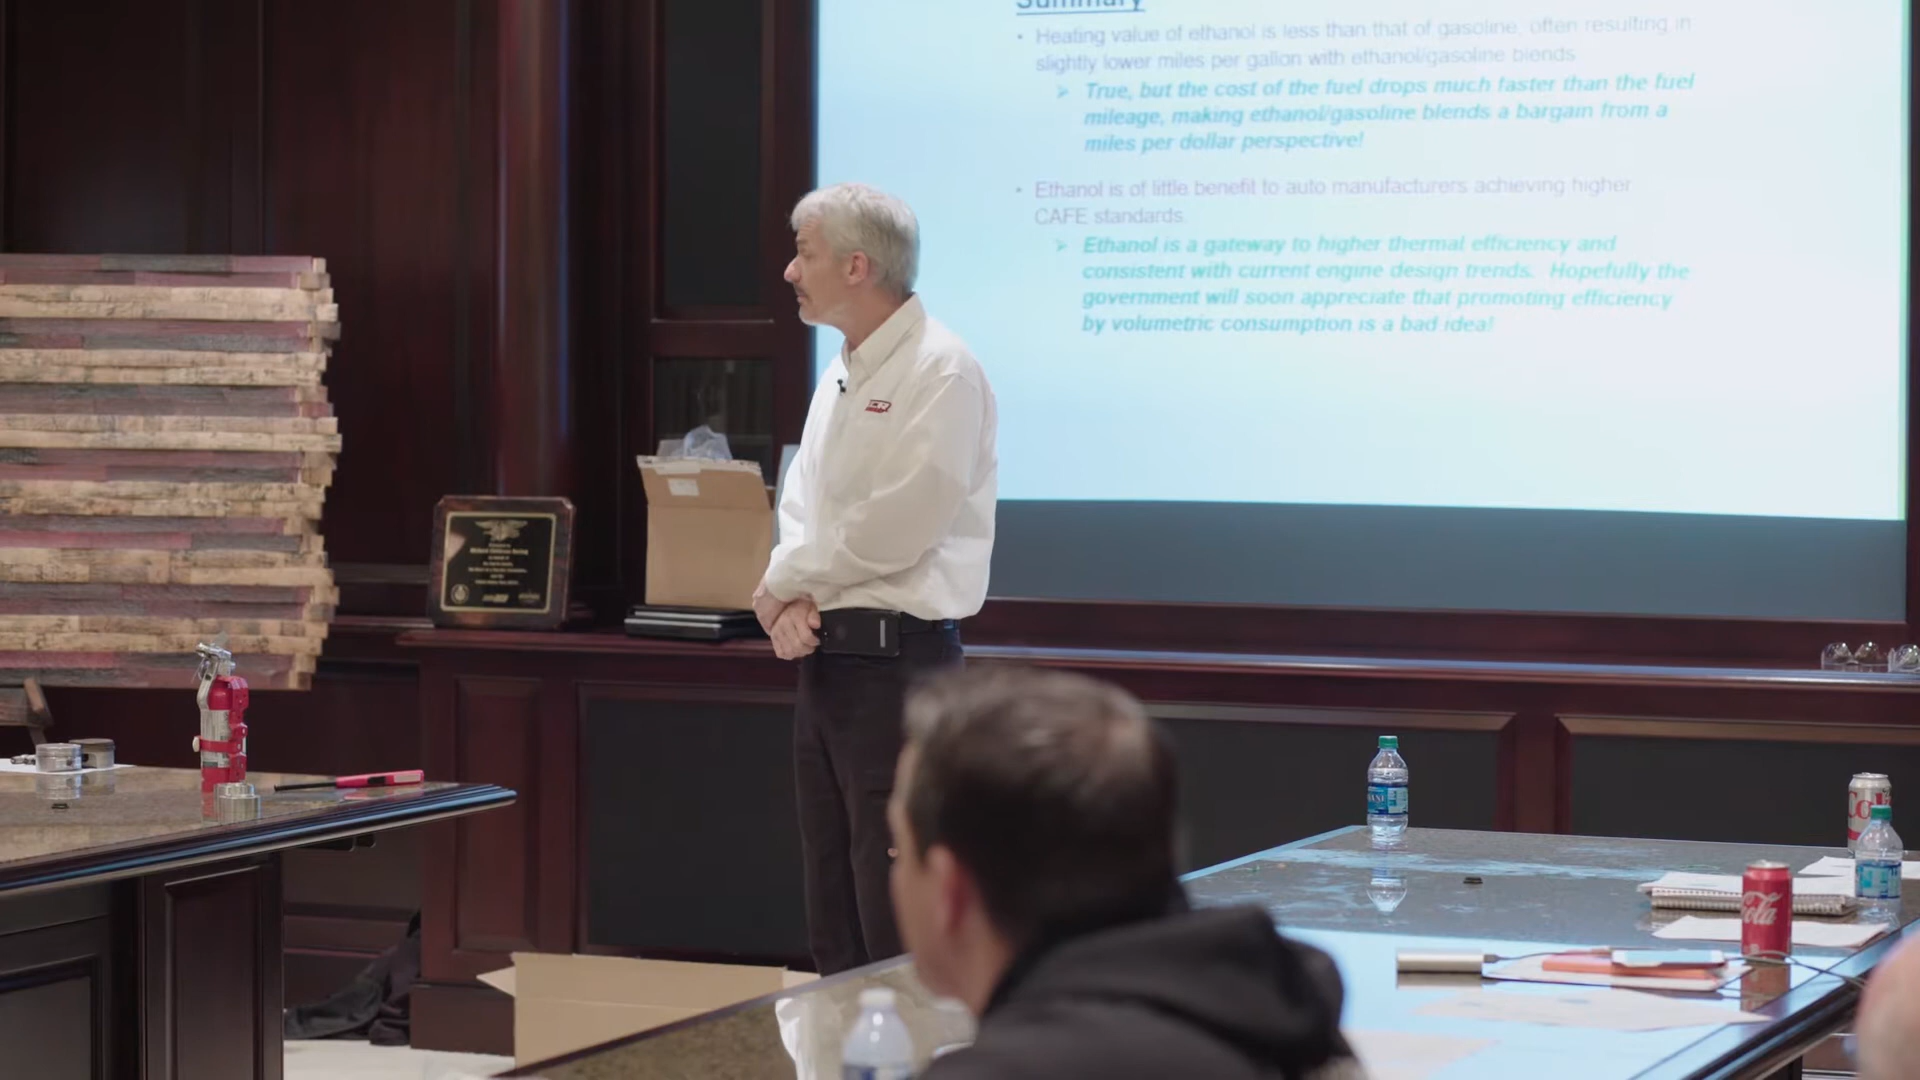 Summary
• Heating value of ethanol is less than that of gasoline, often resulting in
slightly lower miles per gallon with ethanol/gasoline blends
➢ True, but the cost of the fuel drops much faster than the fuel
mileage, making ethanol/gasoline blends a bargain from a
miles per dollar perspective!
• Ethanol is of little benefit to auto manufacturers achieving higher
CAFE standards.
➢ Ethanol is a gateway to higher thermal efficiency and
consistent with current engine design trends. Hopefully the
government will soon appreciate that promoting efficiency
by volumetric consumption is a bad idea!
Richard Childress Racing
Cola